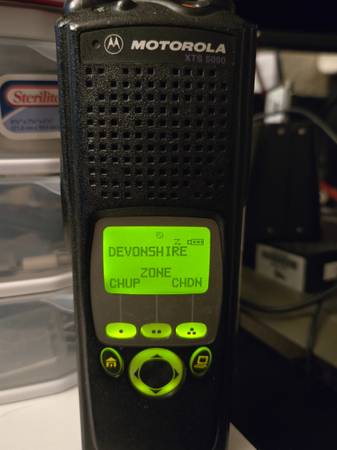 Sterilite
MOTOROLA
XTS 5000
DEVONSHIRE
ZONE
CHUP CHDN